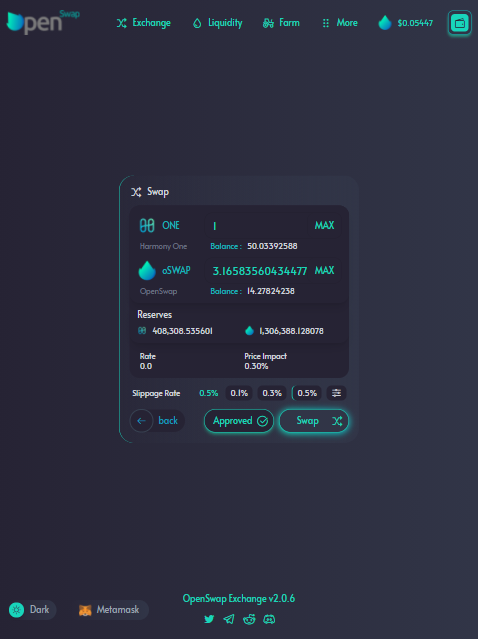 OpenSwap
Exchange Liquidity Farm More $0.05447
Swap
ONE 1 MAX
Harmony One Balance : 50.03392588
oSWAP 3.16583560434477 MAX
OpenSwap Balance : 14.27824238
Reserves
408,308.535601 1,306,388.128078
Rate Price Impact
0.0 0.30%
Slippage Rate 0.5% 0.1% 0.3% 0.5%
back Approved Swap
OpenSwap Exchange v2.0.6
Dark Metamask